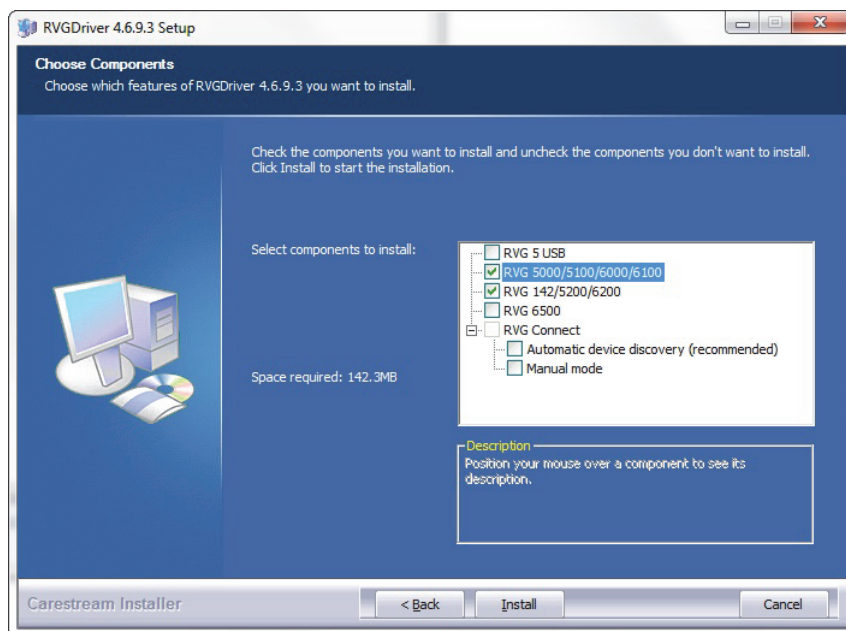 RVGDriver 4.6.9.3 Setup
Choose Components
Choose which features of RVGDriver 4.6.9.3 you want to install.
Check the components you want to install and uncheck the components you don't want to install.
Click Install to start the installation.
Select components to install:
RVG 5 USB
RVG 5000/5100/6000/6100
RVG 142/5200/6200
RVG 6500
RVG Connect
Automatic device discovery (recommended)
Manual mode
Space required: 142.3MB
Description
Position your mouse over a component to see its
description.
Carestream Installer
< Back
Install
Cancel